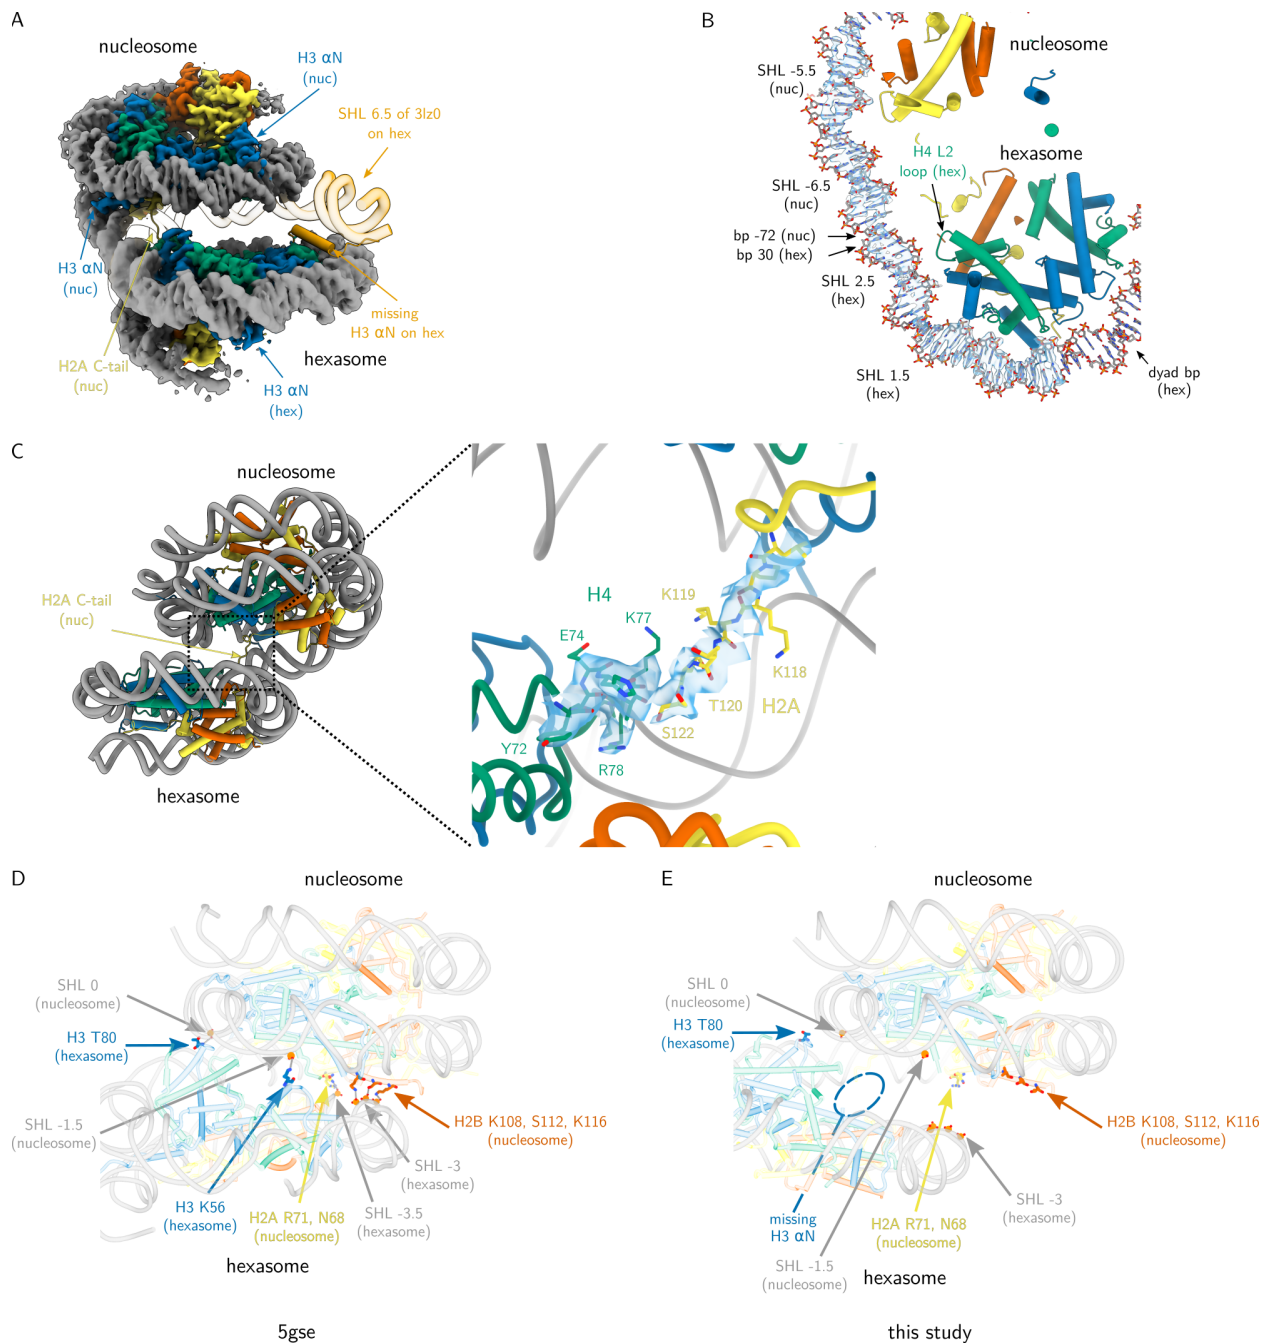 A
nucleosome
H3 αN
(nuc)
SHL 6.5 of 3lz0
on hex
H3 αN
(nuc)
H2A C-tail
(nuc)
missing
H3 αN on hex
hexasome
H3 αN
(hex)
B
nucleosome
SHL -5.5
(nuc)
hexasome
H4 L2
loop (hex)
SHL -6.5
(nuc)
bp -72 (nuc)
bp 30 (hex)
SHL 2.5
(hex)
SHL 1.5
(hex)
dyad bp
(hex)
C
nucleosome
H2A C-tail
(nuc)
hexasome
H4
K119
K77
E74
K118
T120
H2A
S122
Y72
R78
D
nucleosome
SHL 0
(nucleosome)
H3 T80
(hexasome)
SHL -1.5
(nucleosome)
H2B K108, S112, K116
(nucleosome)
SHL -3
(hexasome)
H3 K56
(hexasome)
H2A R71, N68
(nucleosome)
SHL -3.5
(hexasome)
hexasome
5gse
E
nucleosome
SHL 0
(nucleosome)
H3 T80
(hexasome)
H2B K108, S112, K116
(nucleosome)
SHL -3
(hexasome)
missing
H3 αN
H2A R71, N68
(nucleosome)
SHL -1.5
(nucleosome)
hexasome
this study